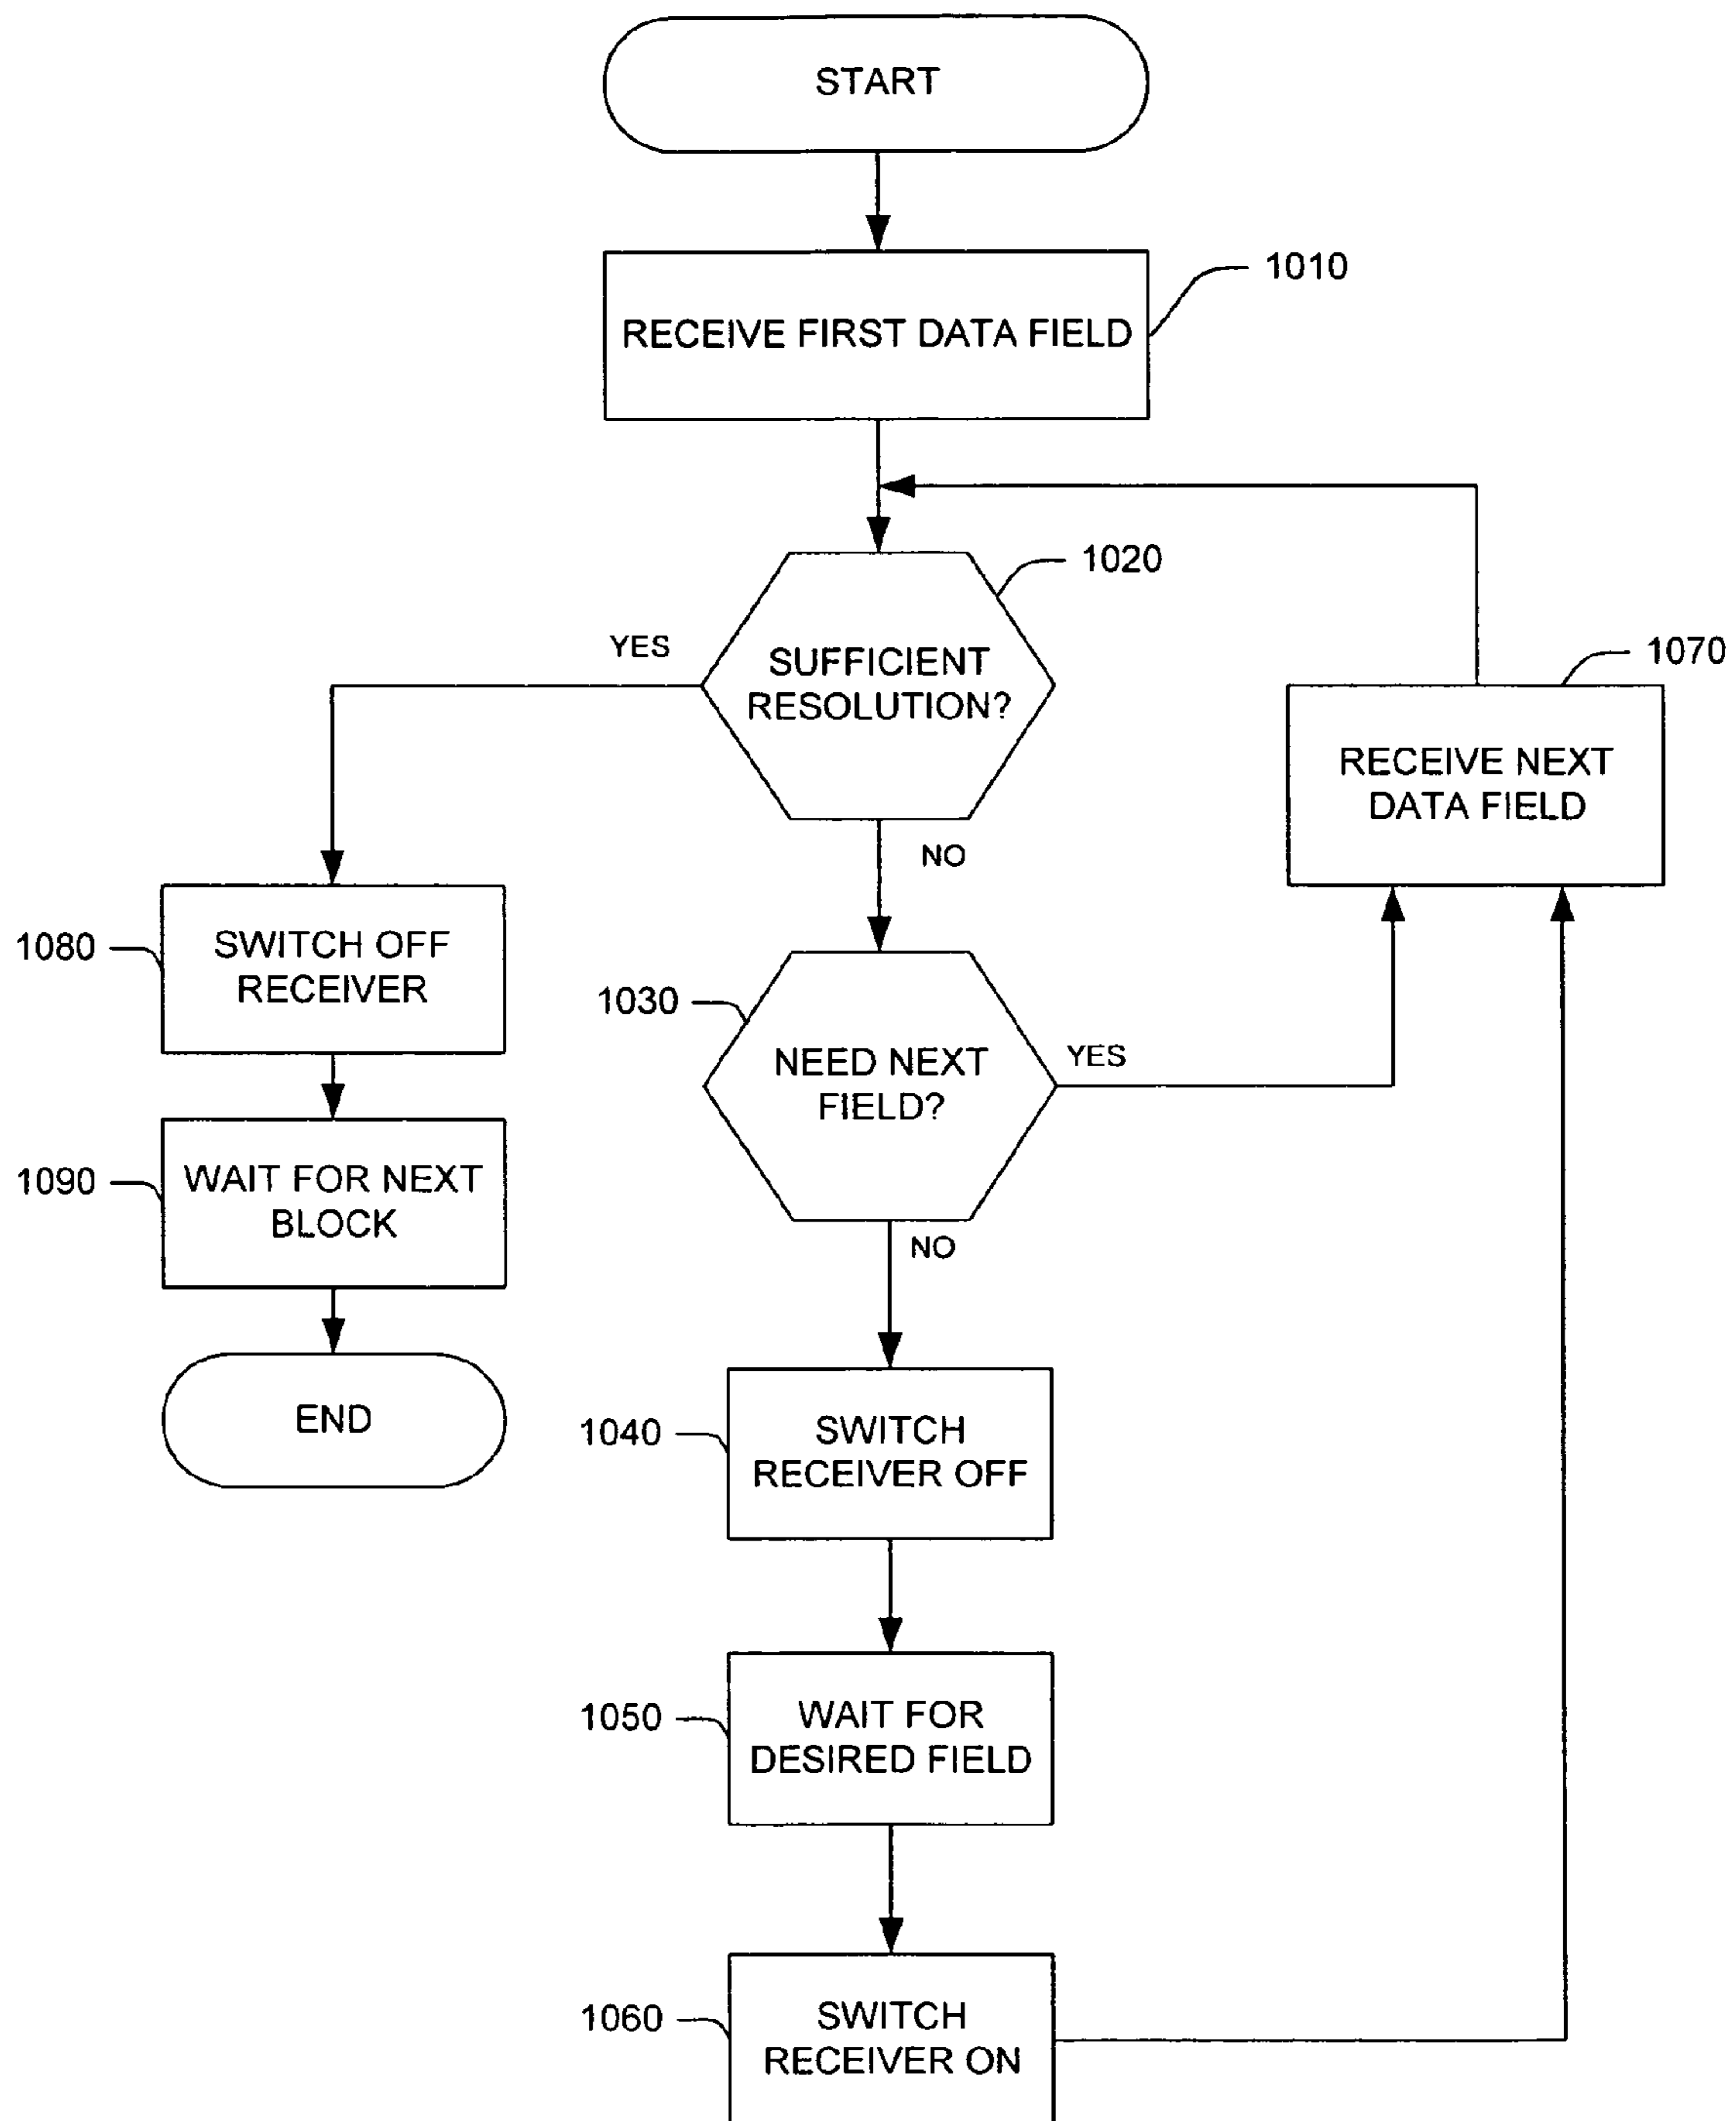 START
RECEIVE FIRST DATA FIELD
1010
1020
YES
SUFFICIENT
RESOLUTION?
NO
1070
RECEIVE NEXT
DATA FIELD
1080
SWITCH OFF
RECEIVER
1030
NEED NEXT
FIELD?
YES
NO
1090
WAIT FOR NEXT
BLOCK
END
1040
SWITCH
RECEIVER OFF
1050
WAIT FOR
DESIRED FIELD
1060
SWITCH
RECEIVER ON